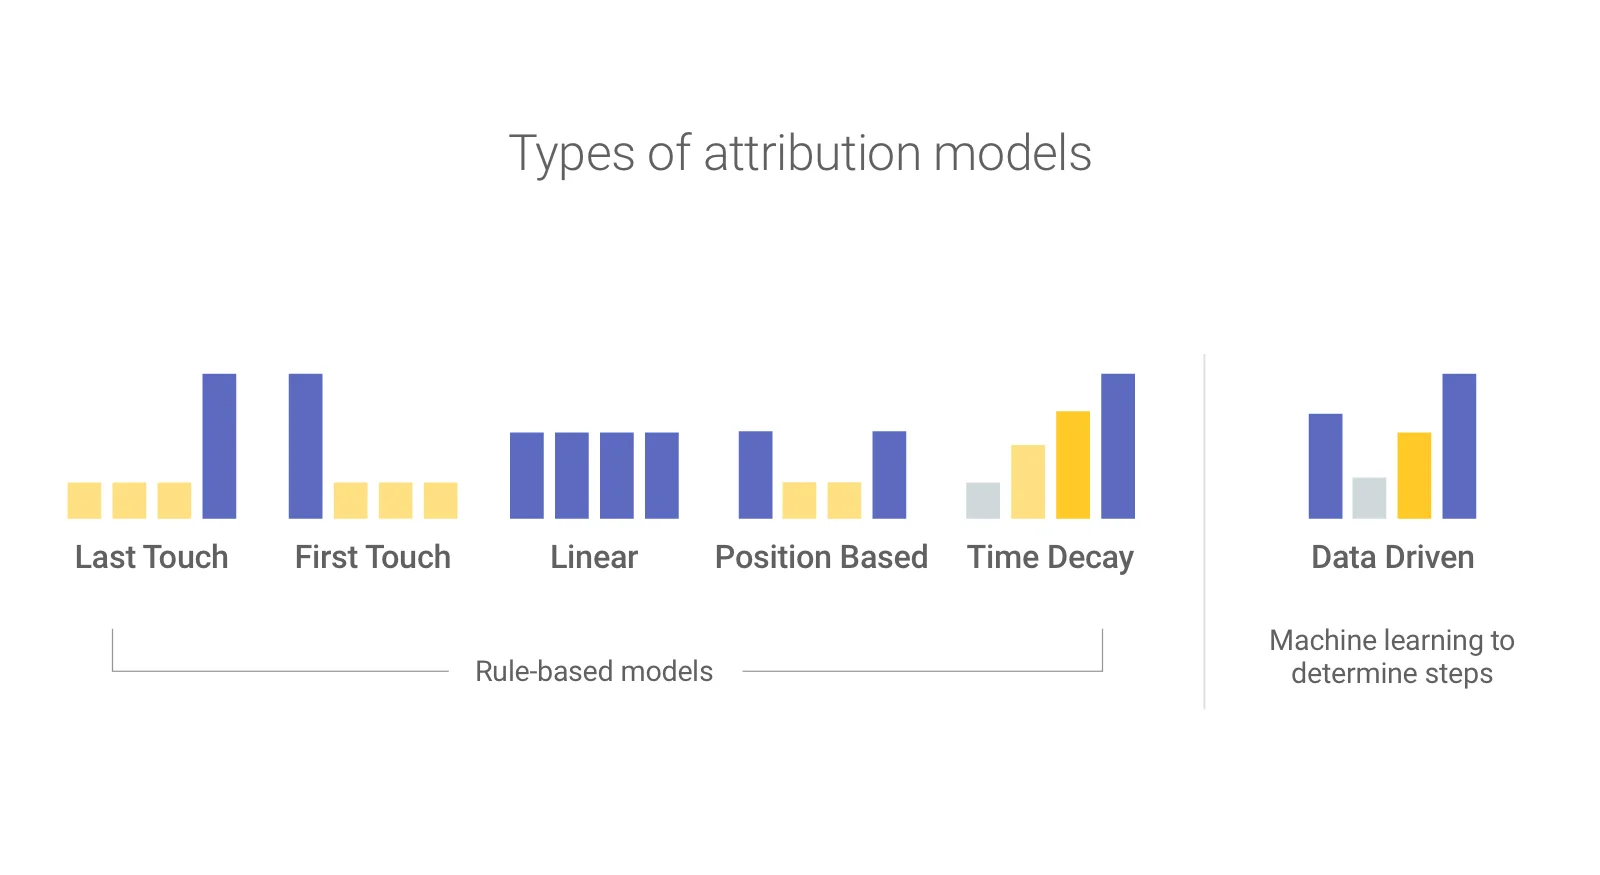 Types of attribution models
Last Touch
First Touch
Linear
Position Based
Time Decay
Data Driven
Rule-based models
Machine learning to
determine steps